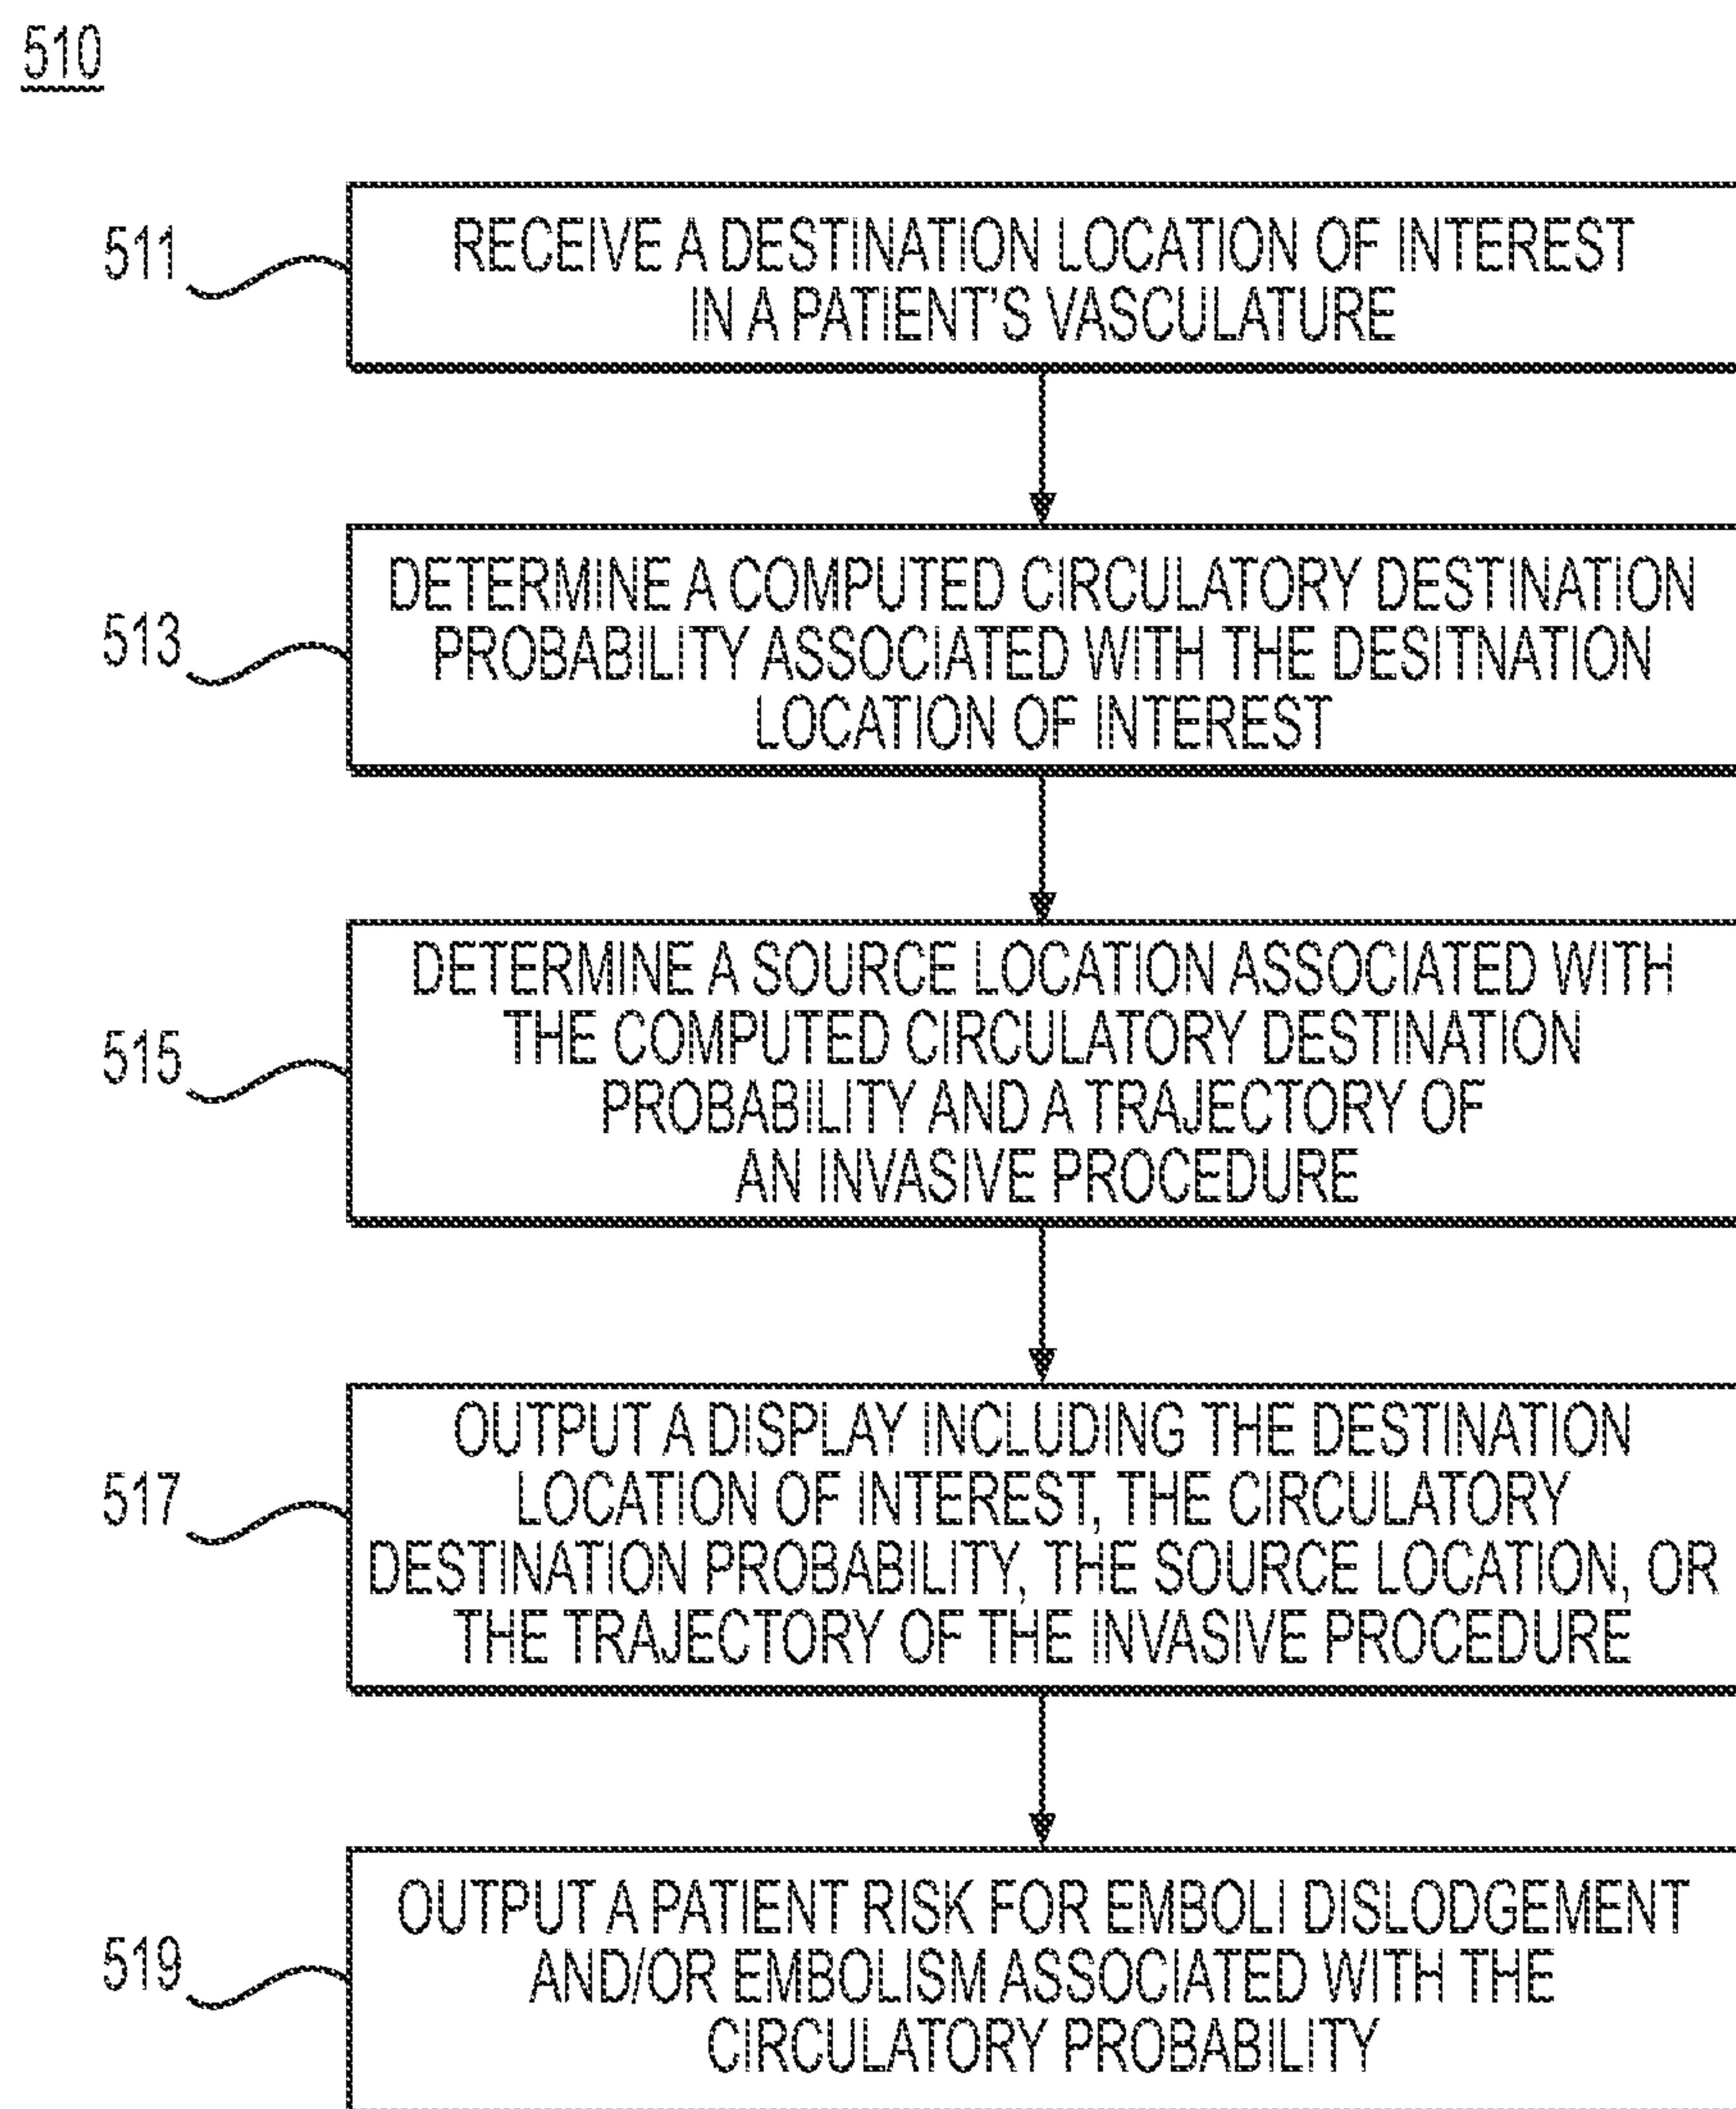 510
511
RECEIVE A DESTINATION LOCATION OF INTEREST
IN A PATIENT'S VASCULATURE
513
DETERMINE A COMPUTED CIRCULATORY DESTINATION
PROBABILITY ASSOCIATED WITH THE DESITNATION
LOCATION OF INTEREST
515
DETERMINE A SOURCE LOCATION ASSOCIATED WITH
THE COMPUTED CIRCULATORY DESTINATION
PROBABILITY AND A TRAJECTORY OF
AN INVASIVE PROCEDURE
517
OUTPUT A DISPLAY INCLUDING THE DESTINATION
LOCATION OF INTEREST, THE CIRCULATORY
DESTINATION PROBABILITY, THE SOURCE LOCATION, OR
THE TRAJECTORY OF THE INVASIVE PROCEDURE
519
OUTPUT A PATIENT RISK FOR EMBOLI DISLODGEMENT
AND/OR EMBOLISM ASSOCIATED WITH THE
CIRCULATORY PROBABILITY